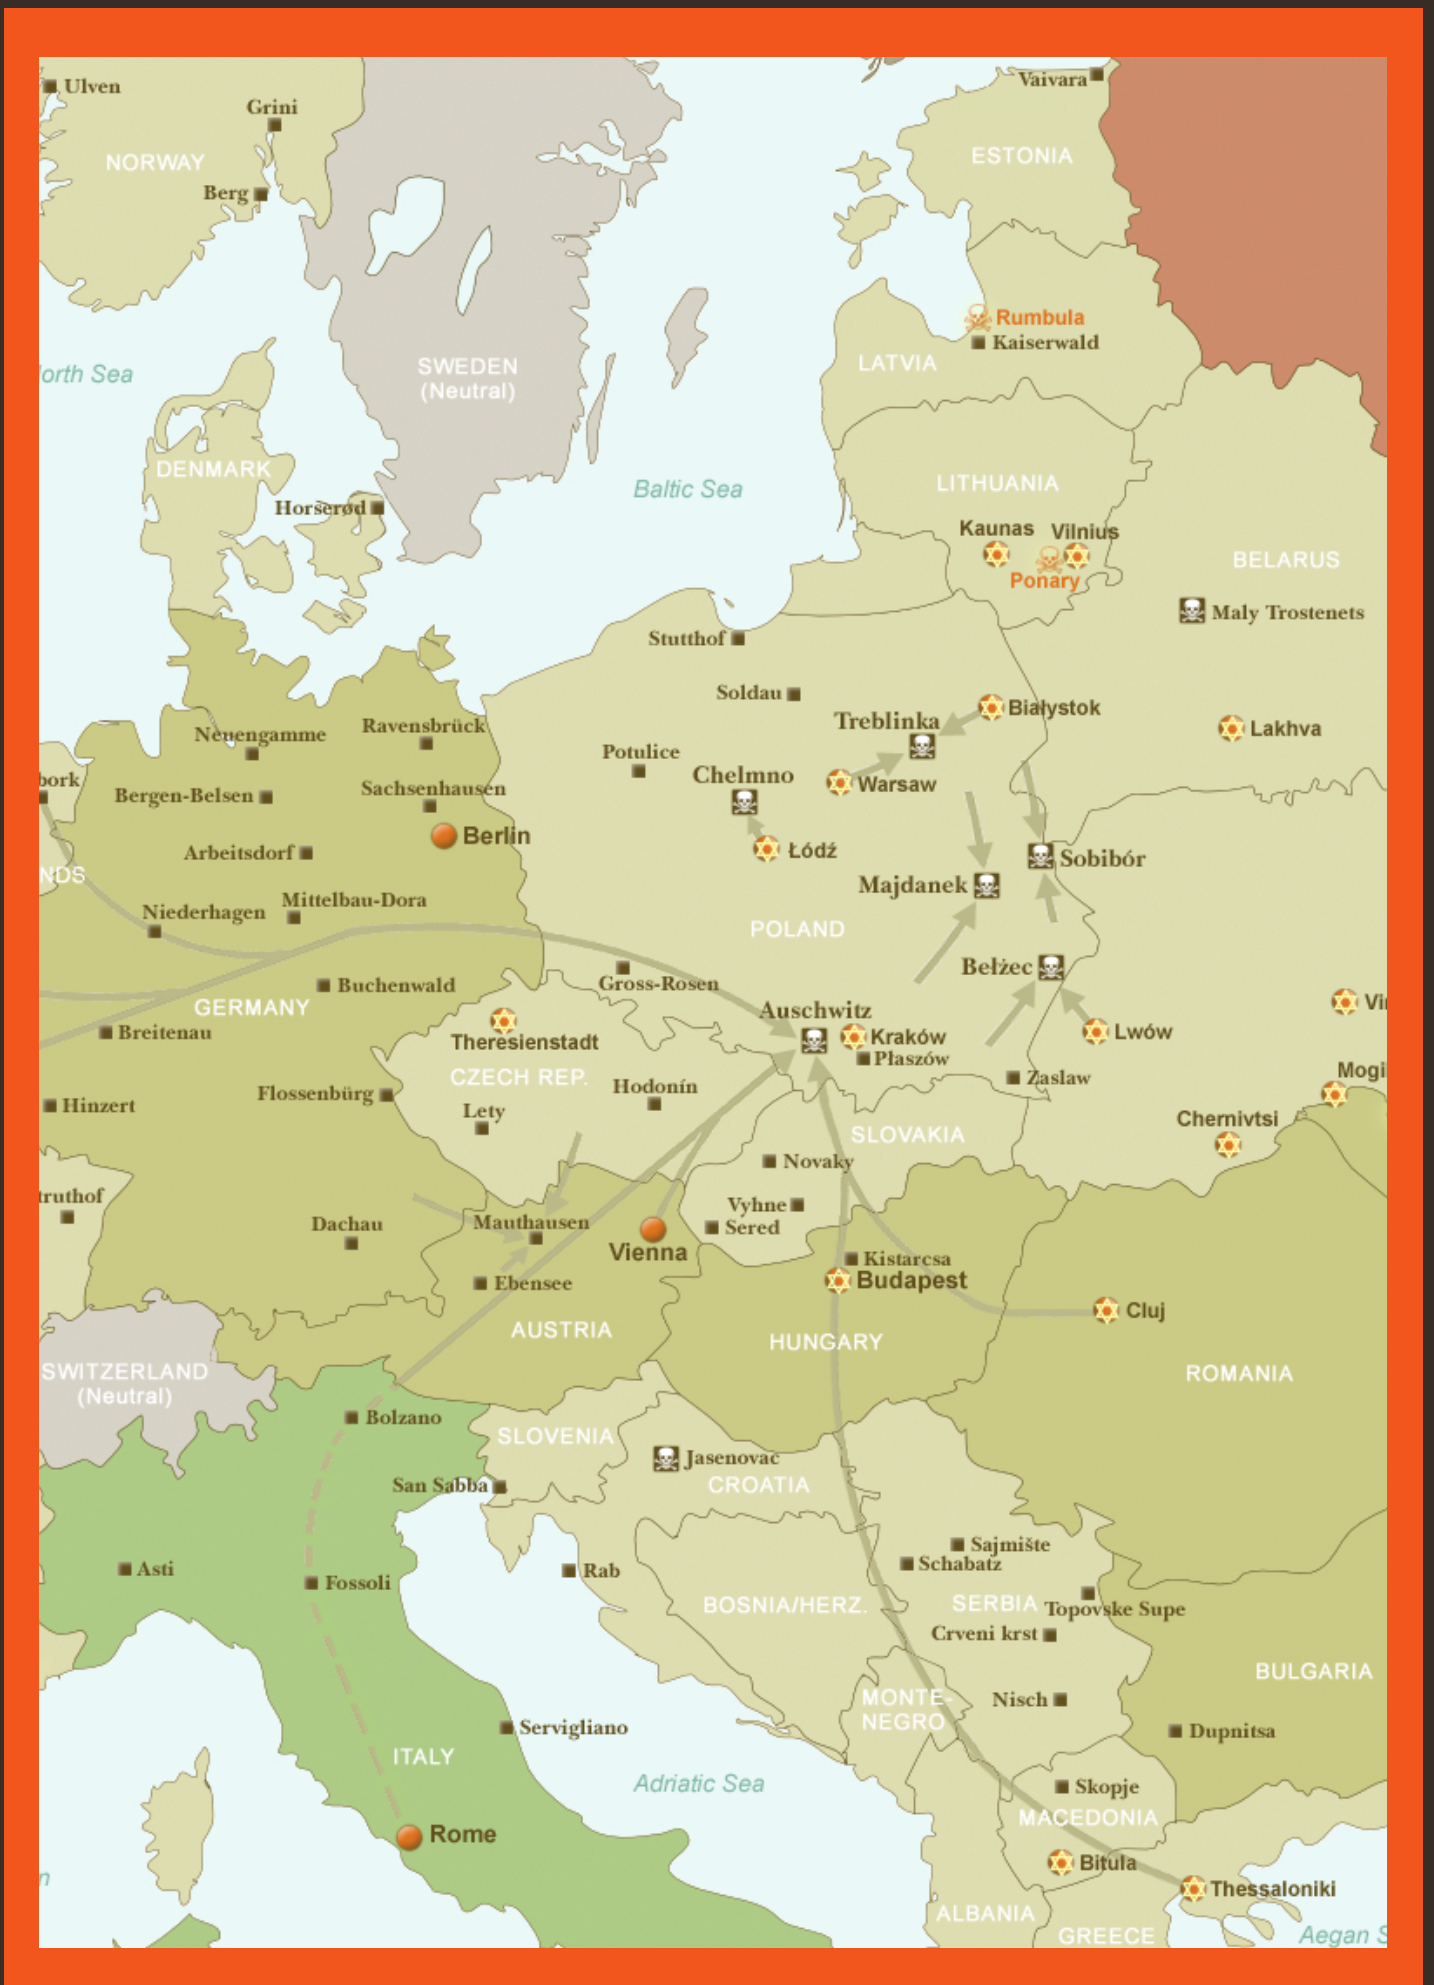 Ulven
Vaivara
Grini
NORWAY
ESTONIA
Berg
Rumbula
Kaiserwald
LATVIA
SWEDEN
(Neutral)
orth Sea
DENMARK
LITHUANIA
Baltic Sea
Horserød
Kaunas
Vilnius
Ponary
BELARUS
Maly Trostenets
Stutthof
Soldau
Białystok
Treblinka
Lakhva
Neuengamme
Ravensbrück
Potulice
Chelmno
Warsaw
bork
Bergen-Belsen
Sachsenhausen
Berlin
Arbeitsdorf
Łódź
Sobibór
NDS
Majdanek
Mittelbau-Dora
Niederhagen
POLAND
Bełżec
Buchenwald
Gross-Rosen
GERMANY
Auschwitz
Vi
Breitenau
Theresienstadt
Kraków
Płaszów
Lwów
CZECH REP.
Zaslaw
Mogi
Hodonín
Flossenbürg
Hinzert
Lety
Chernivtsi
SLOVAKIA
Novaky
truthof
Vyhne
Dachau
Mauthausen
Sered
Vienna
Kistarcsa
Ebensee
Budapest
Cluj
AUSTRIA
HUNGARY
SWITZERLAND
(Neutral)
ROMANIA
Bolzano
SLOVENIA
Jasenovac
San Sabba
CROATIA
Sajmište
Asti
Fossoli
Rab
Schabatz
BOSNIA/HERZ.
SERBIA
Topovske Supe
Crveni krst
BULGARIA
MONTE-
NEGRO
Nisch
Servigliano
Dupnitsa
ITALY
Adriatic Sea
Skopje
MACEDONIA
Rome
Bitula
n
Thessaloniki
ALBANIA
GREECE
Aegan S